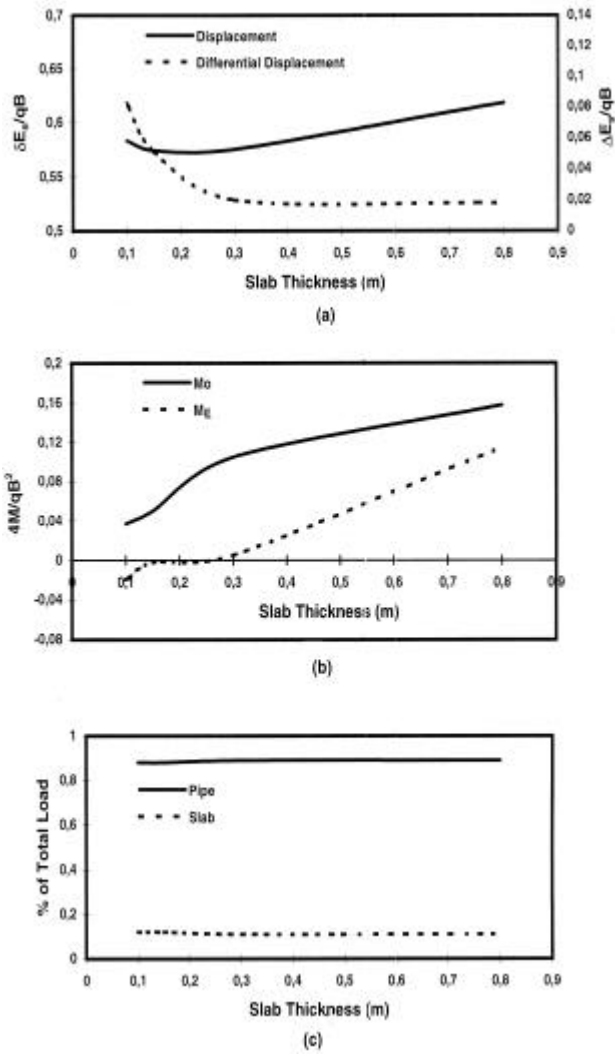 0,7
0,65
0,6
0,55
0,5
δEs/qB
Displacement
Differential Displacement
0,14
0,12
0,1
0,08
0,06
0,04
0,02
0
ΔEs/qB
0 0,1 0,2 0,3 0,4 0,5 0,6 0,7 0,8 0,9
Slab Thickness (m)
(a)
0,2
0,15
0,12
0,08
0,04
0
-0,04
-0,08
4M/qB²
Mo
ME
0 0,1 0,2 0,3 0,4 0,5 0,6 0,7 0,8 0,9
Slab Thickness (m)
(b)
1
0,8
0,6
0,4
0,2
0
% of Total Load
Pipe
Slab
0 0,1 0,2 0,3 0,4 0,5 0,6 0,7 0,8 0,9
Slab Thickness (m)
(c)